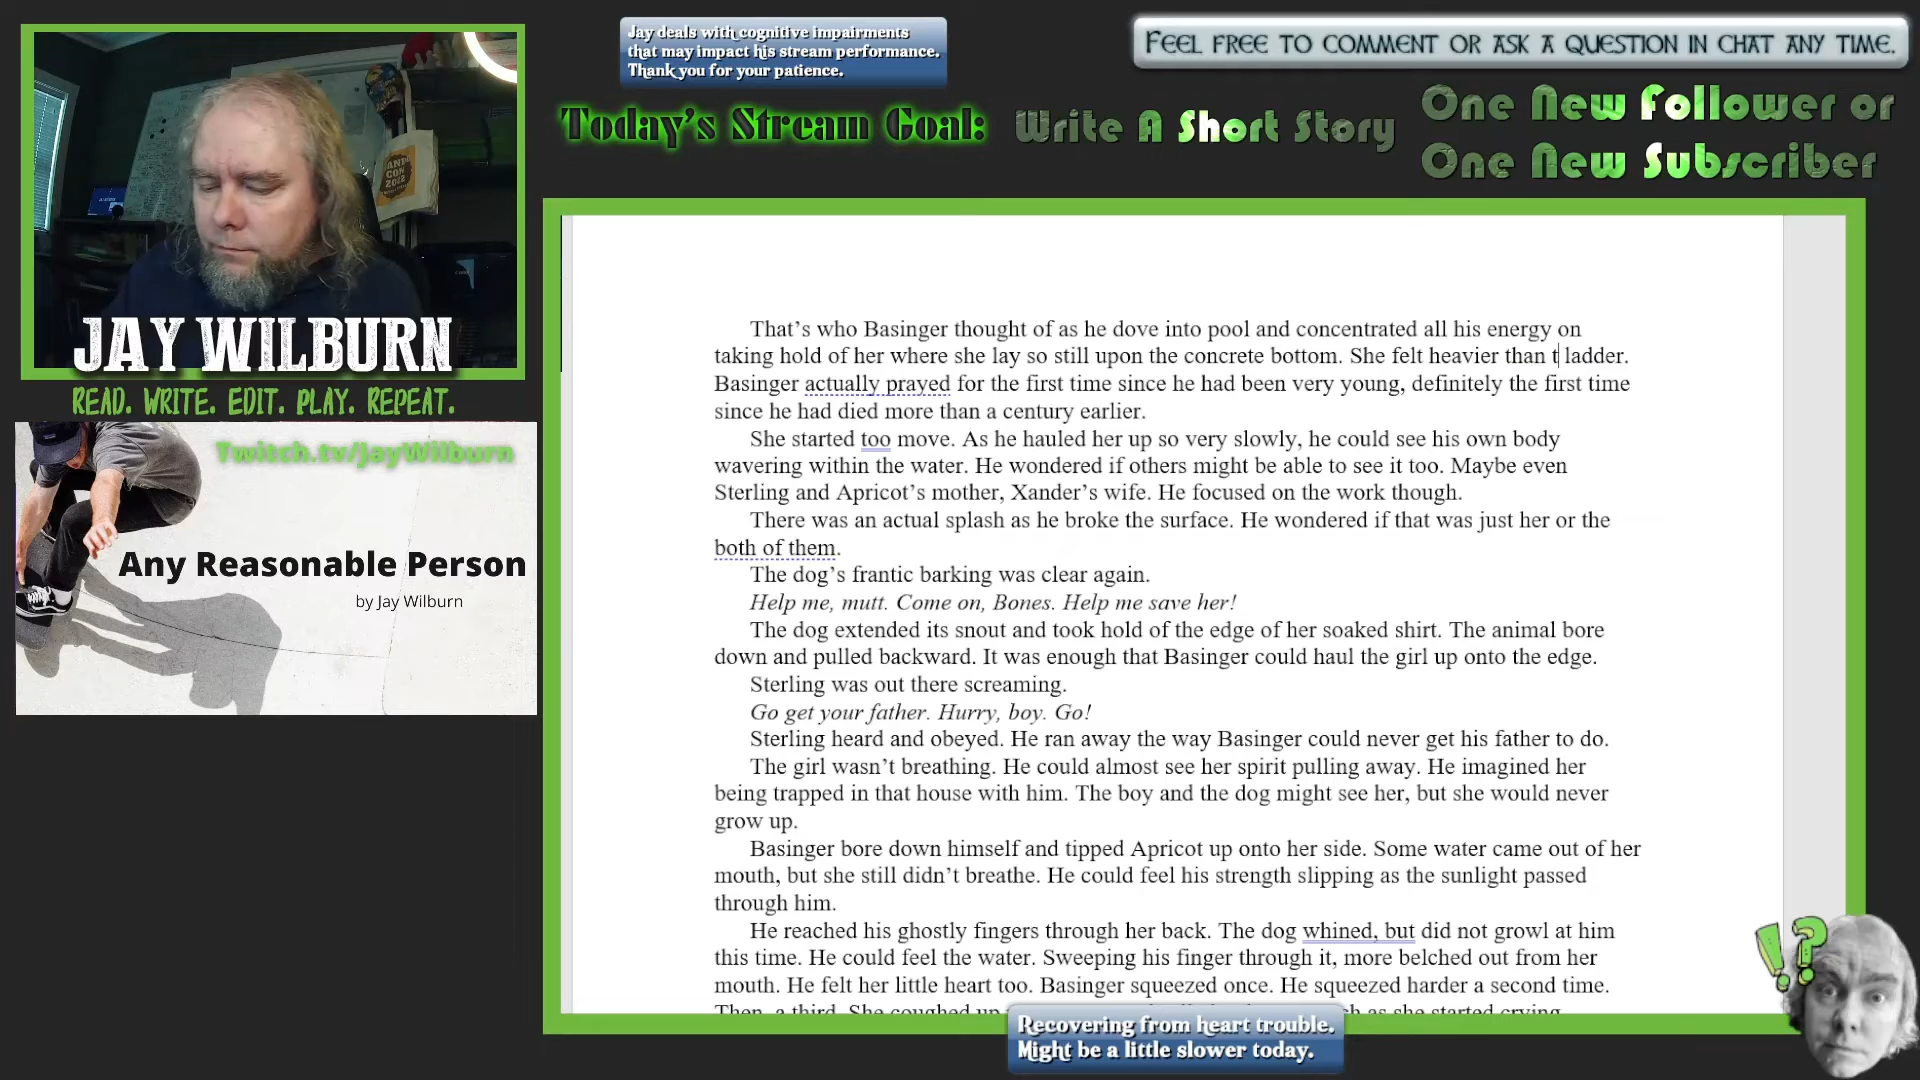 Jay deals with cognitive impairments
that may impact his stream performance.
Thank you for your patience.
FEEL FREE TO COMMENT OR ASK A QUESTION IN CHAT ANY TIME.
Today's Stream Goal:
Write A Short Story
One New Follower or
One New Subscriber
JAY WILBURN
READ. WRITE. EDIT. PLAY. REPEAT.
Twitch.tv/JayWilburn
Any Reasonable Person
by Jay Wilburn
That's who Basinger thought of as he dove into pool and concentrated all his energy on
taking hold of her where she lay so still upon the concrete bottom. She felt heavier than t ladder.
Basinger actually prayed for the first time since he had been very young, definitely the first time
since he had died more than a century earlier.
She started too move. As he hauled her up so very slowly, he could see his own body
wavering within the water. He wondered if others might be able to see it too. Maybe even
Sterling and Apricot's mother, Xander's wife. He focused on the work though.
There was an actual splash as he broke the surface. He wondered if that was just her or the
both of them.
The dog's frantic barking was clear again.
Help me, mutt. Come on, Bones. Help me save her!
The dog extended its snout and took hold of the edge of her soaked shirt. The animal bore
down and pulled backward. It was enough that Basinger could haul the girl up onto the edge.
Sterling was out there screaming.
Go get your father. Hurry, boy. Go!
Sterling heard and obeyed. He ran away the way Basinger could never get his father to do.
The girl wasn't breathing. He could almost see her spirit pulling away. He imagined her
being trapped in that house with him. The boy and the dog might see her, but she would never
grow up.
Basinger bore down himself and tipped Apricot up onto her side. Some water came out of her
mouth, but she still didn't breathe. He could feel his strength slipping as the sunlight passed
through him.
He reached his ghostly fingers through her back. The dog whined, but did not growl at him
this time. He could feel the water. Sweeping his finger through it, more belched out from her
mouth. He felt her little heart too. Basinger squeezed once. He squeezed harder a second time.
Then, a third. She coughed up as she started crying.
Recovering from heart trouble.
Might be a little slower today.
!?